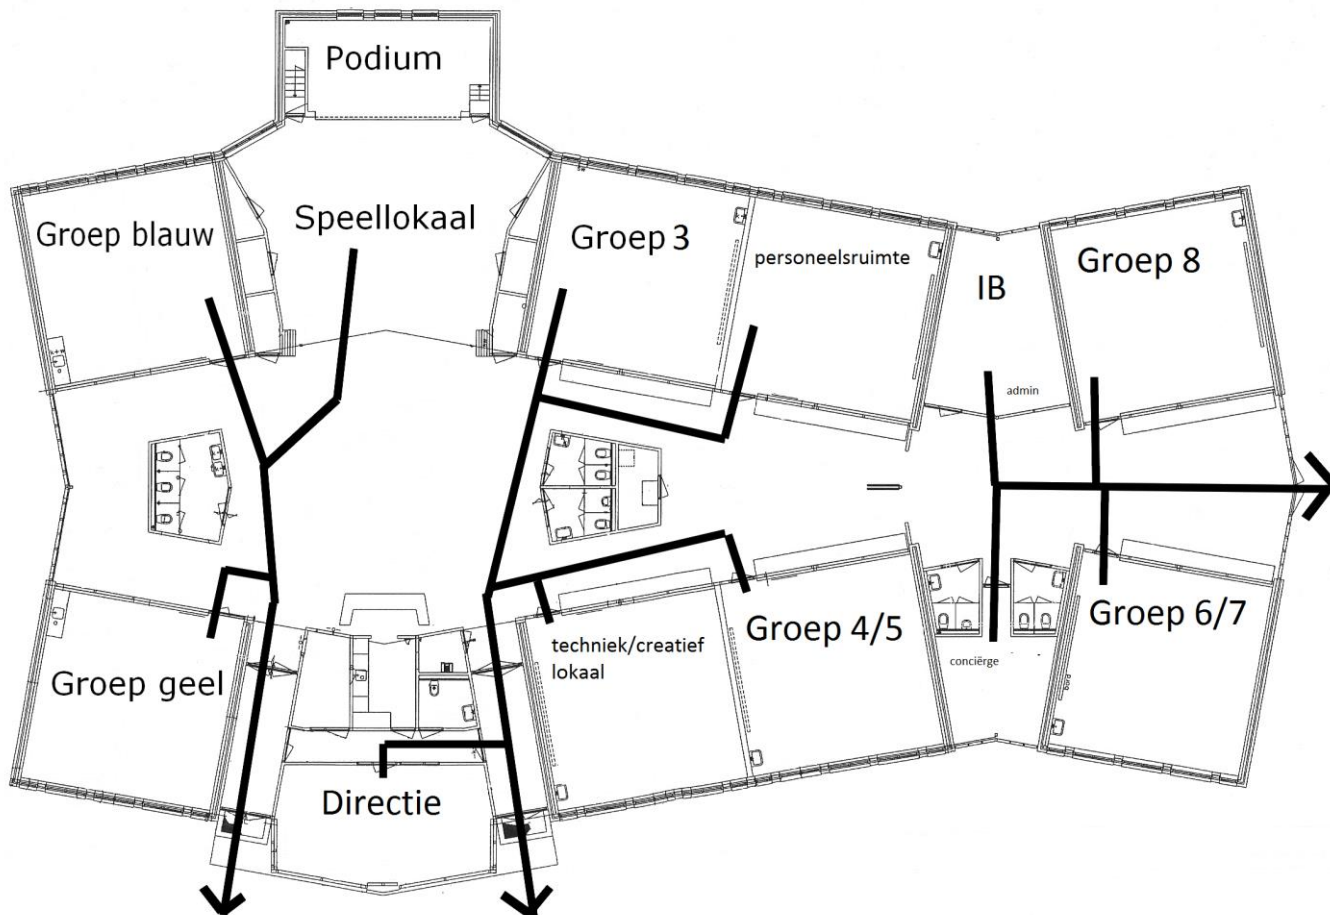 Podium
Groep blauw
Speellokaal
Groep 3
personeelsruimte
IB
Groep 8
admin
Groep geel
techniek/creatief
lokaal
Groep 4/5
conciërge
Groep 6/7
bord
Directie